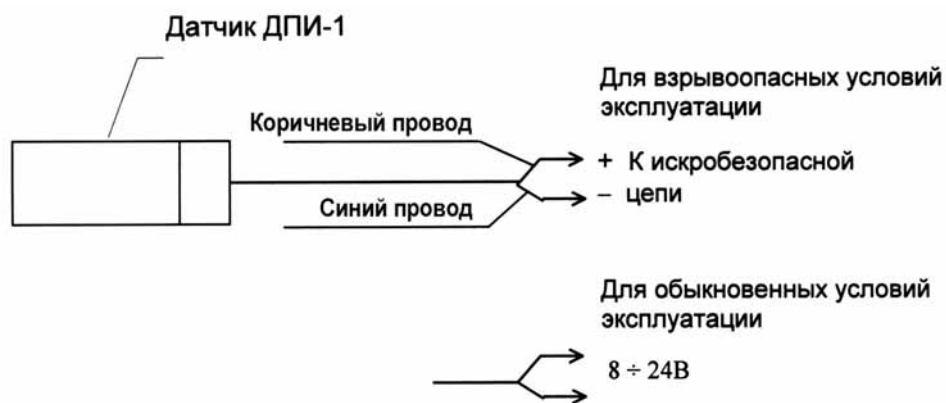 Датчик ДПИ-1
Для взрывоопасных условий
эксплуатации
Коричневый провод
+ К искробезопасной
− цепи
Синий провод
Для обыкновенных условий
эксплуатации
8 ÷ 24В